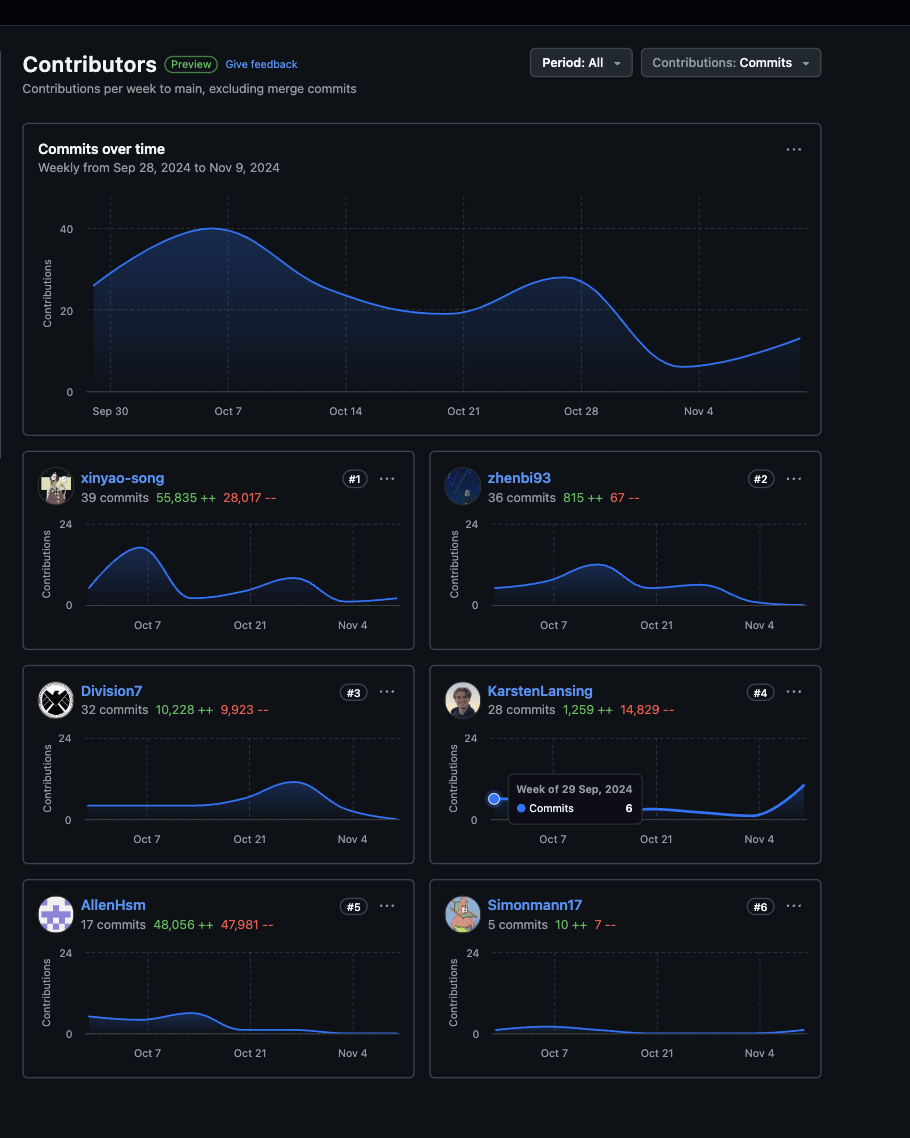 Contributors Preview Give feedback
Period: All
Contributions: Commits
Contributions per week to main, excluding merge commits
Commits over time
Weekly from Sep 28, 2024 to Nov 9, 2024
Contributions
40
20
0
Sep 30 Oct 7 Oct 14 Oct 21 Oct 28 Nov 4
xinyao-song #1
39 commits 55,835 ++ 28,017 --
Contributions
24
0
Oct 7 Oct 21 Nov 4
zhenbi93 #2
36 commits 815 ++ 67 --
Contributions
24
0
Oct 7 Oct 21 Nov 4
Division7 #3
32 commits 10,228 ++ 9,923 --
Contributions
24
0
Oct 7 Oct 21 Nov 4
KarstenLansing #4
28 commits 1,259 ++ 14,829 --
Contributions
24
0
Week of 29 Sep, 2024
Commits 6
Oct 7 Oct 21 Nov 4
AllenHsm #5
17 commits 48,056 ++ 47,981 --
Contributions
24
0
Oct 7 Oct 21 Nov 4
Simonmann17 #6
5 commits 10 ++ 7 --
Contributions
24
0
Oct 7 Oct 21 Nov 4